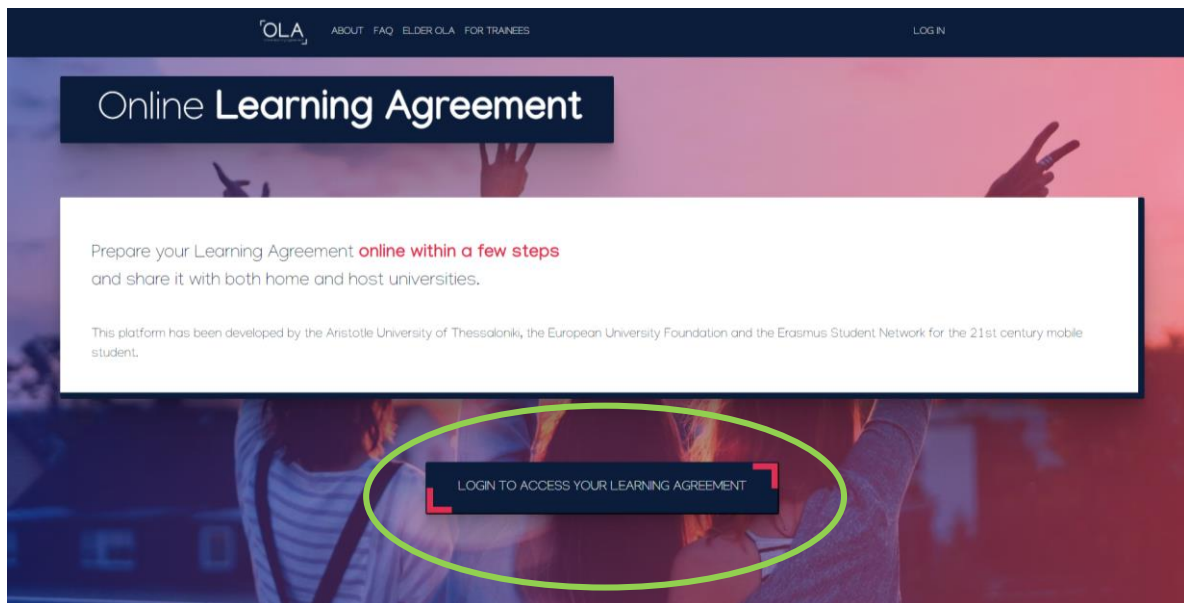 OLA
ABOUT FAQ ELDER OLA FOR TRAINEES
LOG IN
Online Learning Agreement
Prepare your Learning Agreement online within a few steps
and share it with both home and host universities.
This platform has been developed by the Aristotle University of Thessaloniki, the European University Foundation and the Erasmus Student Network for the 21st century mobile
student.
LOGIN TO ACCESS YOUR LEARNING AGREEMENT